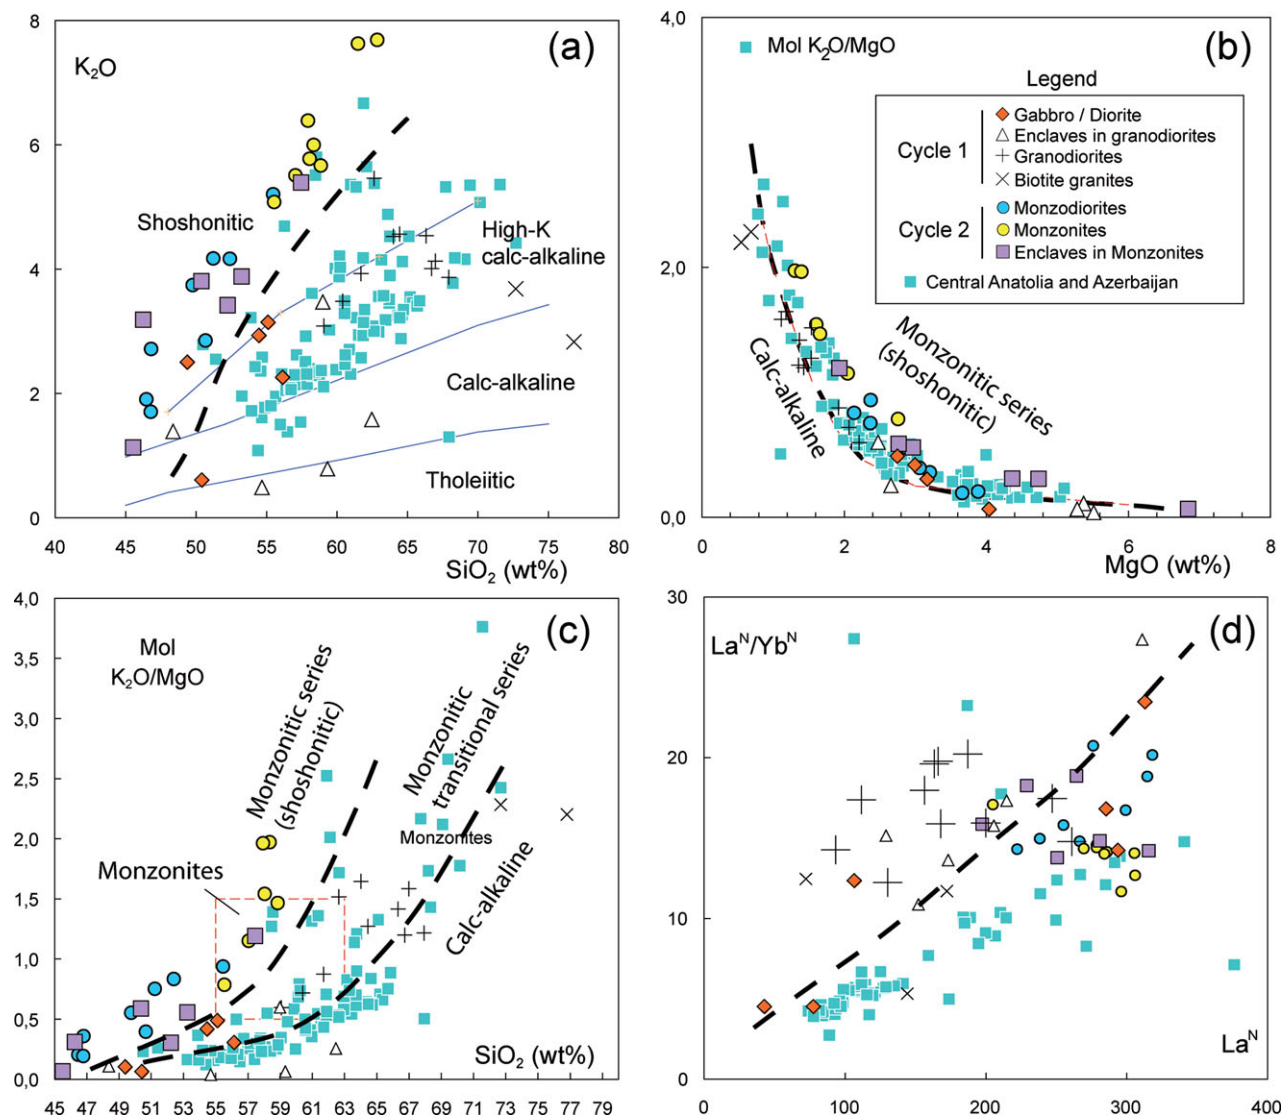 (a)
K₂O
8
6
4
2
0
Shoshonitic
High-K
calc-alkaline
Calc-alkaline
Tholeiitic
40 45 50 55 60 65 70 75 80
SiO₂ (wt%)
(b)
4,0
2,0
0,0
Mol K₂O/MgO
Legend
Cycle 1
Gabbro / Diorite
Enclaves in granodiorites
Granodiorites
Biotite granites
Cycle 2
Monzodiorites
Monzonites
Enclaves in Monzonites
Central Anatolia and Azerbaijan
Calc-alkaline
Monzonitic series
(shoshonitic)
0 2 4 6 8
MgO (wt%)
(c)
4,0
3,5
3,0
2,5
2,0
1,5
1,0
0,5
0,0
Mol
K₂O/MgO
Monzonitic series
(shoshonitic)
Monzonitic
transitional series
Monzonites
Monzonites
Calc-alkaline
SiO₂ (wt%)
45 47 49 51 53 55 57 59 61 63 65 67 69 71 73 75 77 79
(d)
30
20
10
0
Laᴺ/Ybᴺ
Laᴺ
0 100 200 300 400